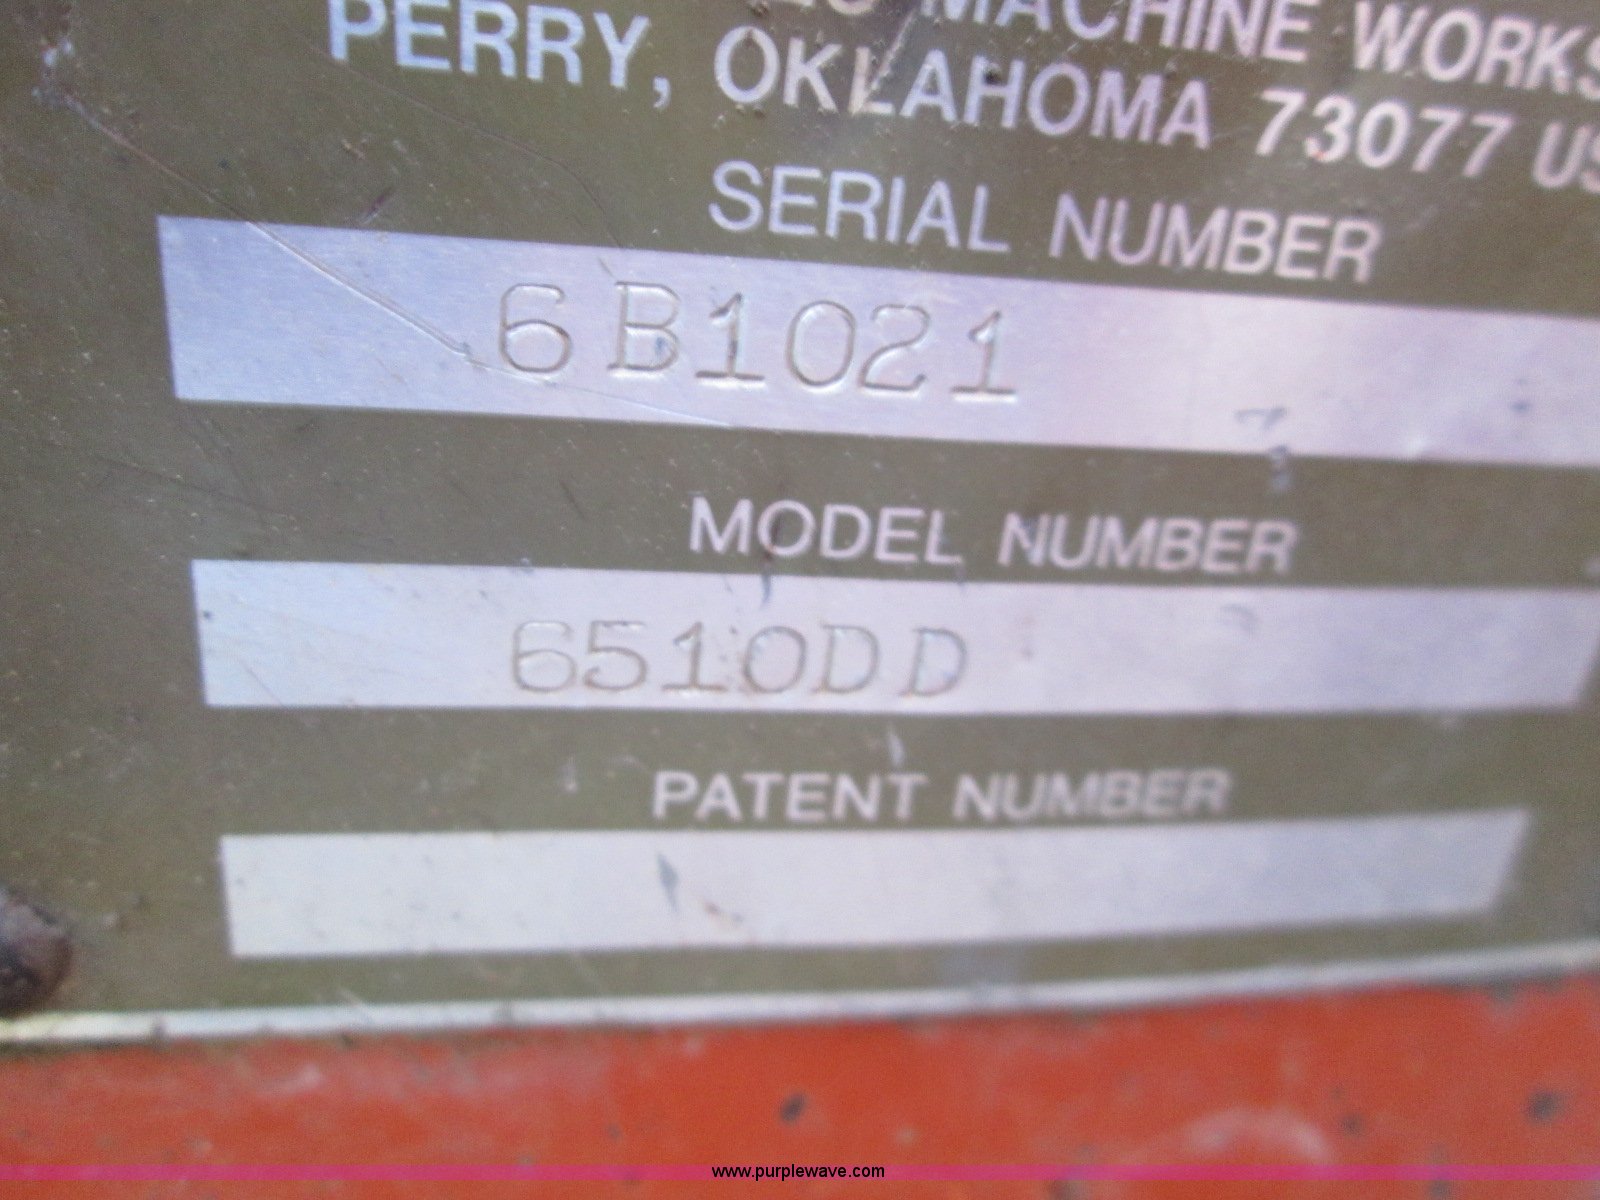 MACHINE WORKS
PERRY, OKLAHOMA 73077 US
SERIAL NUMBER
6B1021
MODEL NUMBER
6510DD
PATENT NUMBER
www.purplewave.com